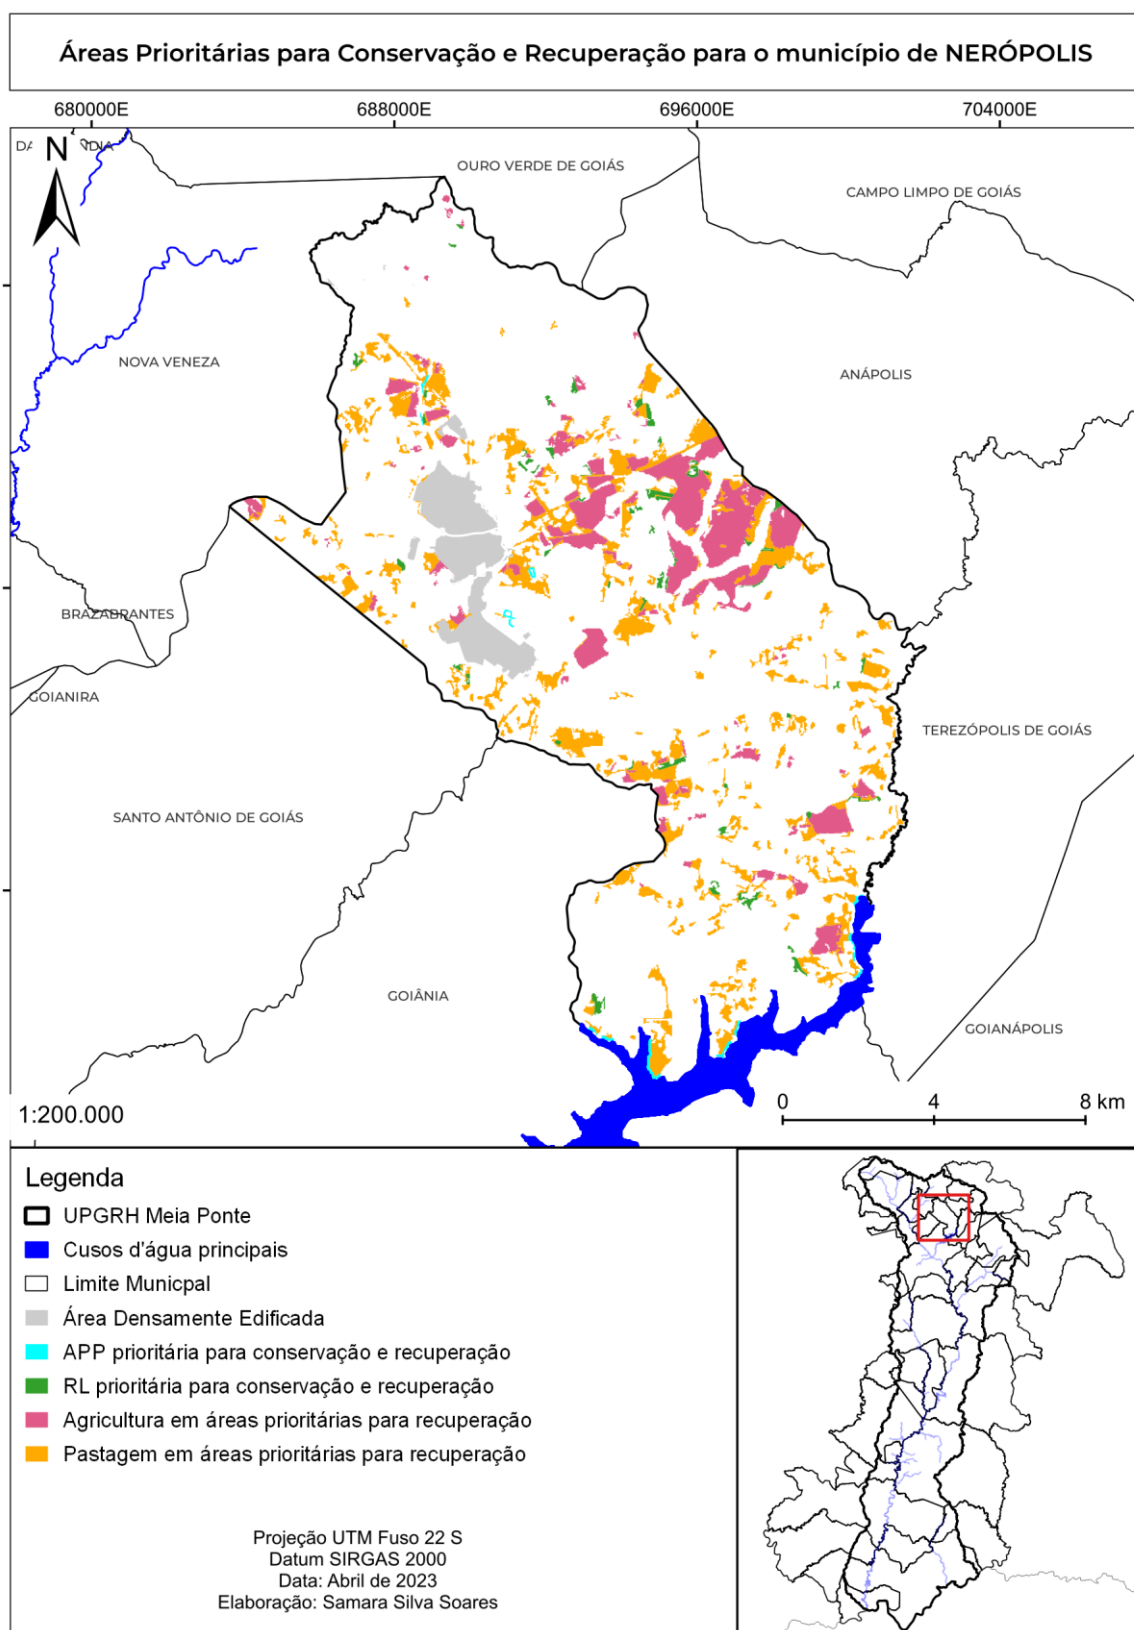 Áreas Prioritárias para Conservação e Recuperação para o município de NERÓPOLIS
680000E 688000E 696000E 704000E
N
OURO VERDE DE GOIÁS
CAMPO LIMPO DE GOIÁS
NOVA VENEZA
ANÁPOLIS
BRAZABRANTES
GOIANIRA
TEREZÓPOLIS DE GOIÁS
SANTO ANTÔNIO DE GOIÁS
GOIÂNIA
GOIANÁPOLIS
1:200.000
0 4 8 km
Legenda
UPGRH Meia Ponte
Cusos d'água principais
Limite Municpal
Área Densamente Edificada
APP prioritária para conservação e recuperação
RL prioritária para conservação e recuperação
Agricultura em áreas prioritárias para recuperação
Pastagem em áreas prioritárias para recuperação
Projeção UTM Fuso 22 S
Datum SIRGAS 2000
Data: Abril de 2023
Elaboração: Samara Silva Soares